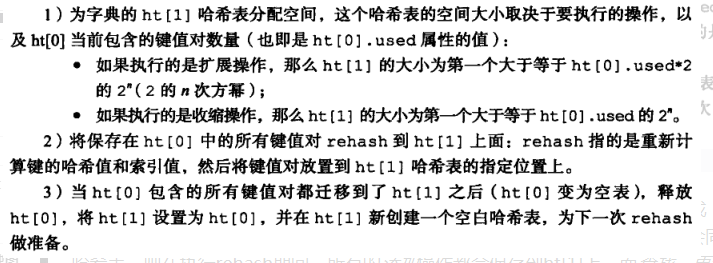 1）为字典的 ht[1] 哈希表分配空间，这个哈希表的空间大小取决于要执行的操作，以
及 ht[0] 当前包含的键值对数量（也即是 ht[0].used 属性的值）：
● 如果执行的是扩展操作，那么 ht[1] 的大小为第一个大于等于 ht[0].used*2
的 2ⁿ（2 的 n 次方幂）；
● 如果执行的是收缩操作，那么 ht[1] 的大小为第一个大于等于 ht[0].used 的 2ⁿ。
2）将保存在 ht[0] 中的所有键值对 rehash 到 ht[1] 上面：rehash 指的是重新计
算键的哈希值和索引值，然后将键值对放置到 ht[1] 哈希表的指定位置上。
3）当 ht[0] 包含的所有键值对都迁移到了 ht[1] 之后（ht[0] 变为空表），释放
ht[0]，将 ht[1] 设置为 ht[0]，并在 ht[1] 新创建一个空白哈希表，为下一次 rehash
做准备。